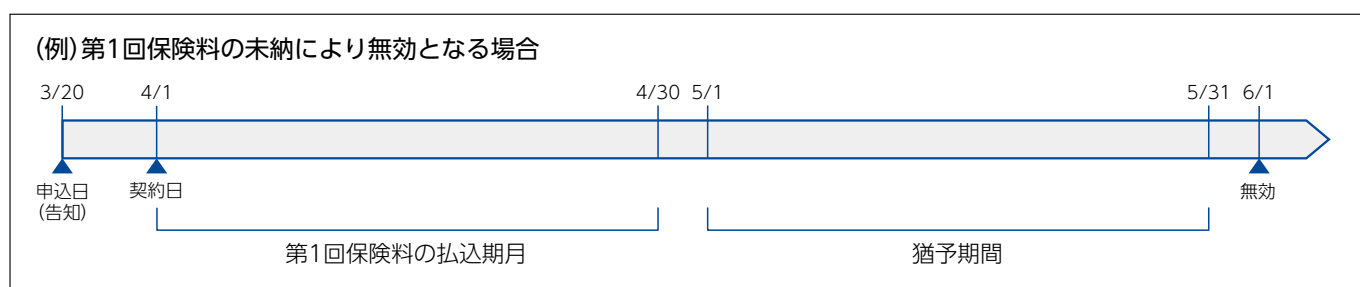 (例)第1回保険料の未納により無効となる場合
3/20 4/1 4/30 5/1 5/31 6/1
申込日 契約日 無効
(告知)
第1回保険料の払込期月 猶予期間